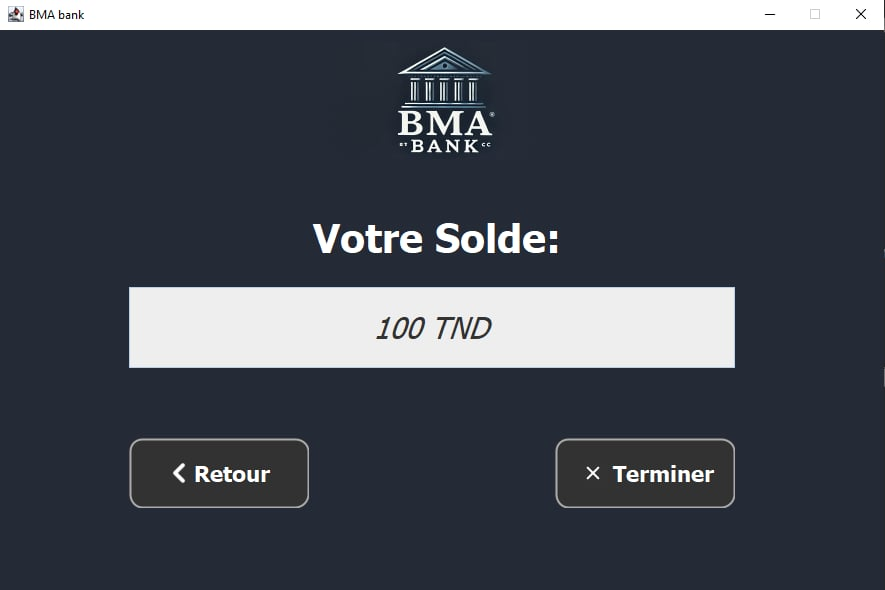 BMA bank
BMA
BANK
Votre Solde:
100 TND
Retour
Terminer